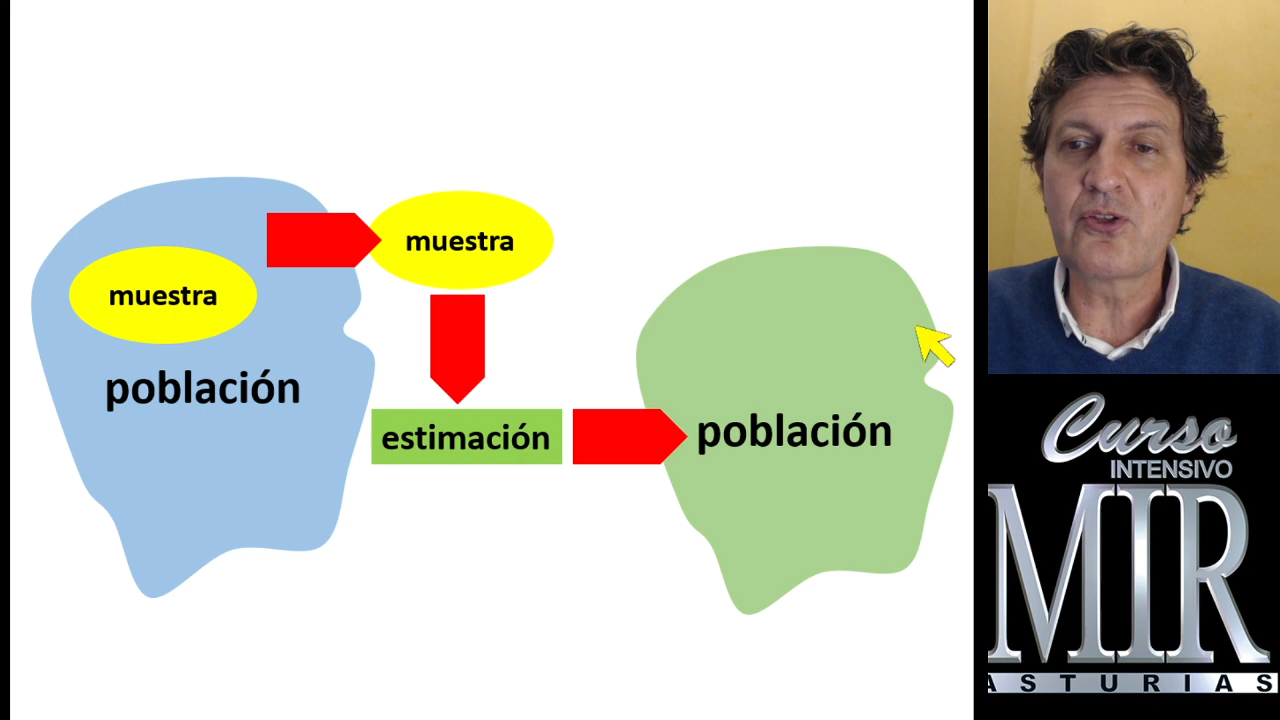 muestra
muestra
población
estimación
población
Curso
INTENSIVO
MIR
ASTURIAS